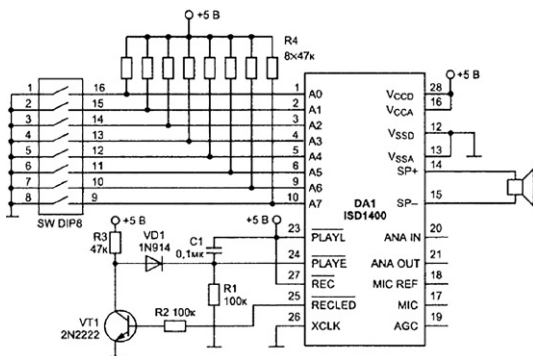 +5 В
R4
8×47к
1 16 1 A0 VCCD 28 +5 В
2 15 2 A1 VCCA 16
3 14 3 A2
4 13 4 A3 VSSD 12
5 12 5 A4 VSSA 13
6 11 6 A5 SP+ 14
7 10 9 A6 DA1
8 9 10 A7 ISD1400 SP– 15
SW DIP8
+5 В VD1 +5 В C1 23 PLAYL ANA IN 20
R3 1N914 0,1мк
47к 24 PLAYE ANA OUT 21
27 REC MIC REF 18
R1
100к
VT1 R2 100к 25 RECLED MIC 17
2N2222 26 XCLK AGC 19